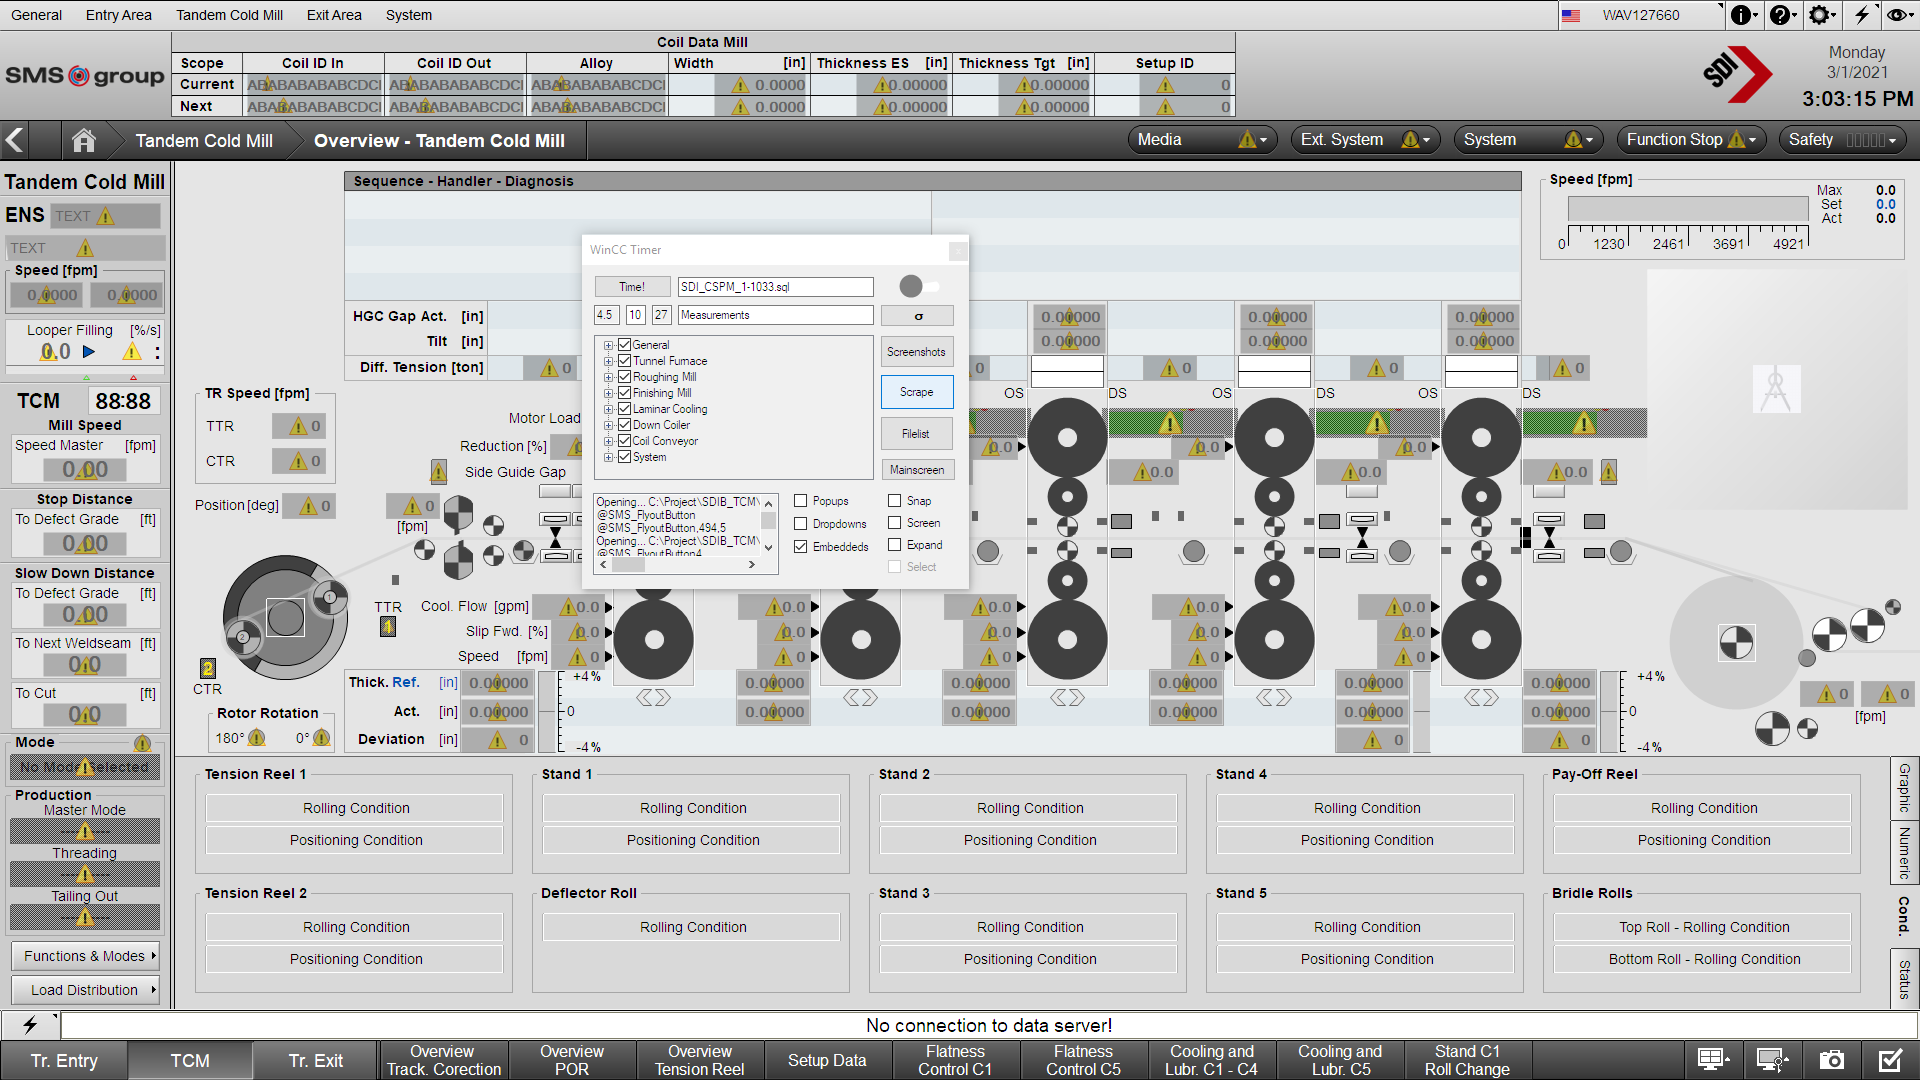 General Entry Area Tandem Cold Mill Exit Area System WAV127660
Coil Data Mill
Scope Coil ID In Coil ID Out Alloy Width [in] Thickness ES [in] Thickness Tgt [in] Setup ID
Current 0.0000 0.00000 0.00000 0
Next 0.0000 0.00000 0.00000 0
SMS group
SDI
Monday
3/1/2021
3:03:15 PM
Tandem Cold Mill Overview - Tandem Cold Mill Media Ext. System System Function Stop Safety
Tandem Cold Mill
ENS TEXT
TEXT
Speed [fpm]
0.0000 0.0000
Looper Filling [%/s]
0.0 :
TCM 88:88
Mill Speed
Speed Master [fpm]
0.00
Stop Distance
To Defect Grade [ft]
0.00
Slow Down Distance
To Defect Grade [ft]
0.00
To Next Weldseam [ft]
0.0
To Cut [ft]
0.0
Mode
No Mode Selected
Production
Master Mode
Threading
Tailing Out
Functions & Modes
Load Distribution
Sequence - Handler - Diagnosis
Speed [fpm]
Max 0.0
Set 0.0
Act 0.0
0 1230 2461 3691 4921
HGC Gap Act. [in] 0.00000 0.00000 0.00000
Tilt [in] 0.00000 0.00000 0.00000
Diff. Tension [ton] 0 0 0 0 0
WinCC Timer
Time! SDI_CSPM_1-1033.sql
4.5 10 27 Measurements σ
General
Tunnel Furnace
Roughing Mill
Finishing Mill
Laminar Cooling
Down Coiler
Coil Conveyor
System
Screenshots
Scrape
Filelist
Mainscreen
Opening... C:\Project\SDIB_TCM\
@SMS_FlyoutButton
@SMS_FlyoutButton,494,5
Opening... C:\Project\SDIB_TCM\
@SMS_FlyoutButton4
Popups Snap
Dropdowns Screen
Embeddeds Expand
Select
OS DS OS DS OS DS
TR Speed [fpm]
TTR 0
CTR 0
Position [deg] 0
Motor Load
Reduction [%] 0.0 0.0 0.0
Side Guide Gap 0.0 0.0 0.0
0
[fpm]
TTR
1
2
CTR
Rotor Rotation
180° 0°
Cool. Flow [gpm] 0.0 0.0 0.0 0.0 0.0
Slip Fwd. [%] 0.0 0.0 0.0 0.0 0.0
Speed [fpm] 0 0 0 0 0
Thick. Ref. [in] 0.00000 0.00000 0.00000 0.00000 0.00000 0.00000
Act. [in] 0.00000 0.00000 0.00000 0.00000 0.00000 0.00000
Deviation [in] 0 0 0
+4 %
0
-4 %
+4 %
0
-4 %
0 0
[fpm]
Tension Reel 1 Stand 1 Stand 2 Stand 4 Pay-Off Reel
Rolling Condition Rolling Condition Rolling Condition Rolling Condition Rolling Condition
Positioning Condition Positioning Condition Positioning Condition Positioning Condition Positioning Condition
Tension Reel 2 Deflector Roll Stand 3 Stand 5 Bridle Rolls
Rolling Condition Rolling Condition Rolling Condition Rolling Condition Top Roll - Rolling Condition
Positioning Condition Positioning Condition Positioning Condition Bottom Roll - Rolling Condition
Graphic
Numeric
Cond.
Status
No connection to data server!
Tr. Entry TCM Tr. Exit
Overview Track. Corection
Overview POR
Overview Tension Reel
Setup Data
Flatness Control C1
Flatness Control C5
Cooling and Lubr. C1 - C4
Cooling and Lubr. C5
Stand C1 Roll Change